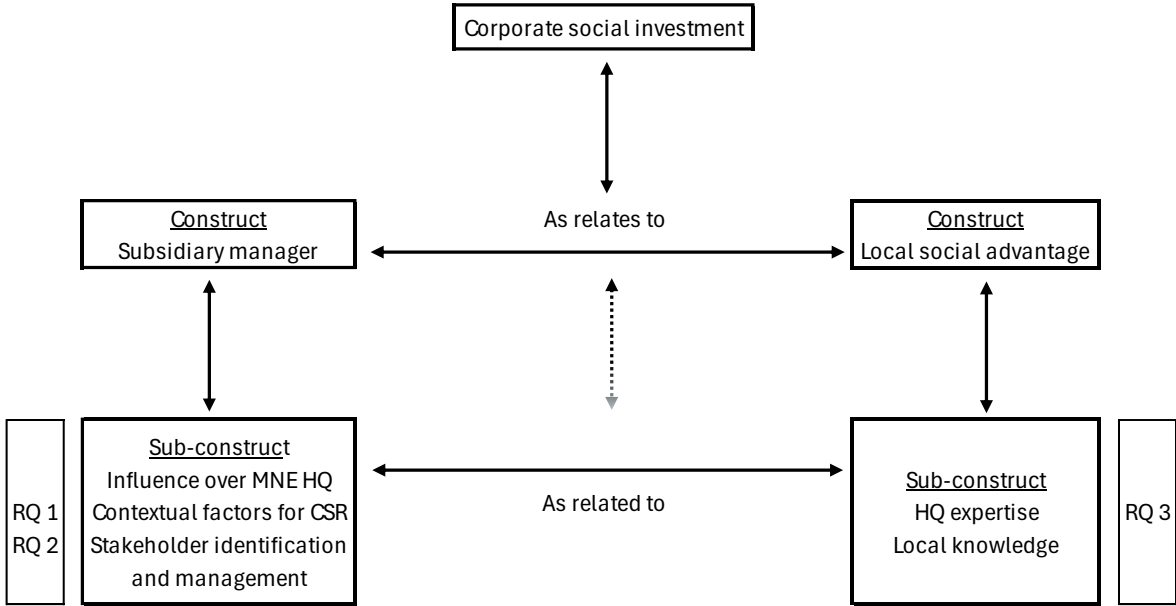 Corporate social investment
Construct
Subsidiary manager
As relates to
Construct
Local social advantage
RQ 1
RQ 2
Sub-construct
Influence over MNE HQ
Contextual factors for CSR
Stakeholder identification
and management
As related to
Sub-construct
HQ expertise
Local knowledge
RQ 3